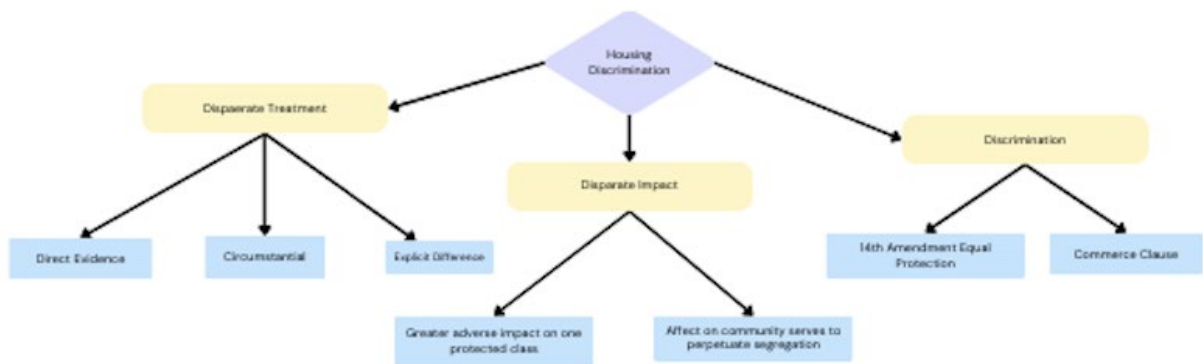 Housing
Discrimination
Dispaerate Treatment
Discrimination
Disparate Impact
Direct Evidence
Circumstantial
Explicit Difference
14th Amendment Equal
Protection
Commerce Clause
Greater adverse impact on one
protected class
Affect on community serves to
perpetuate segregation